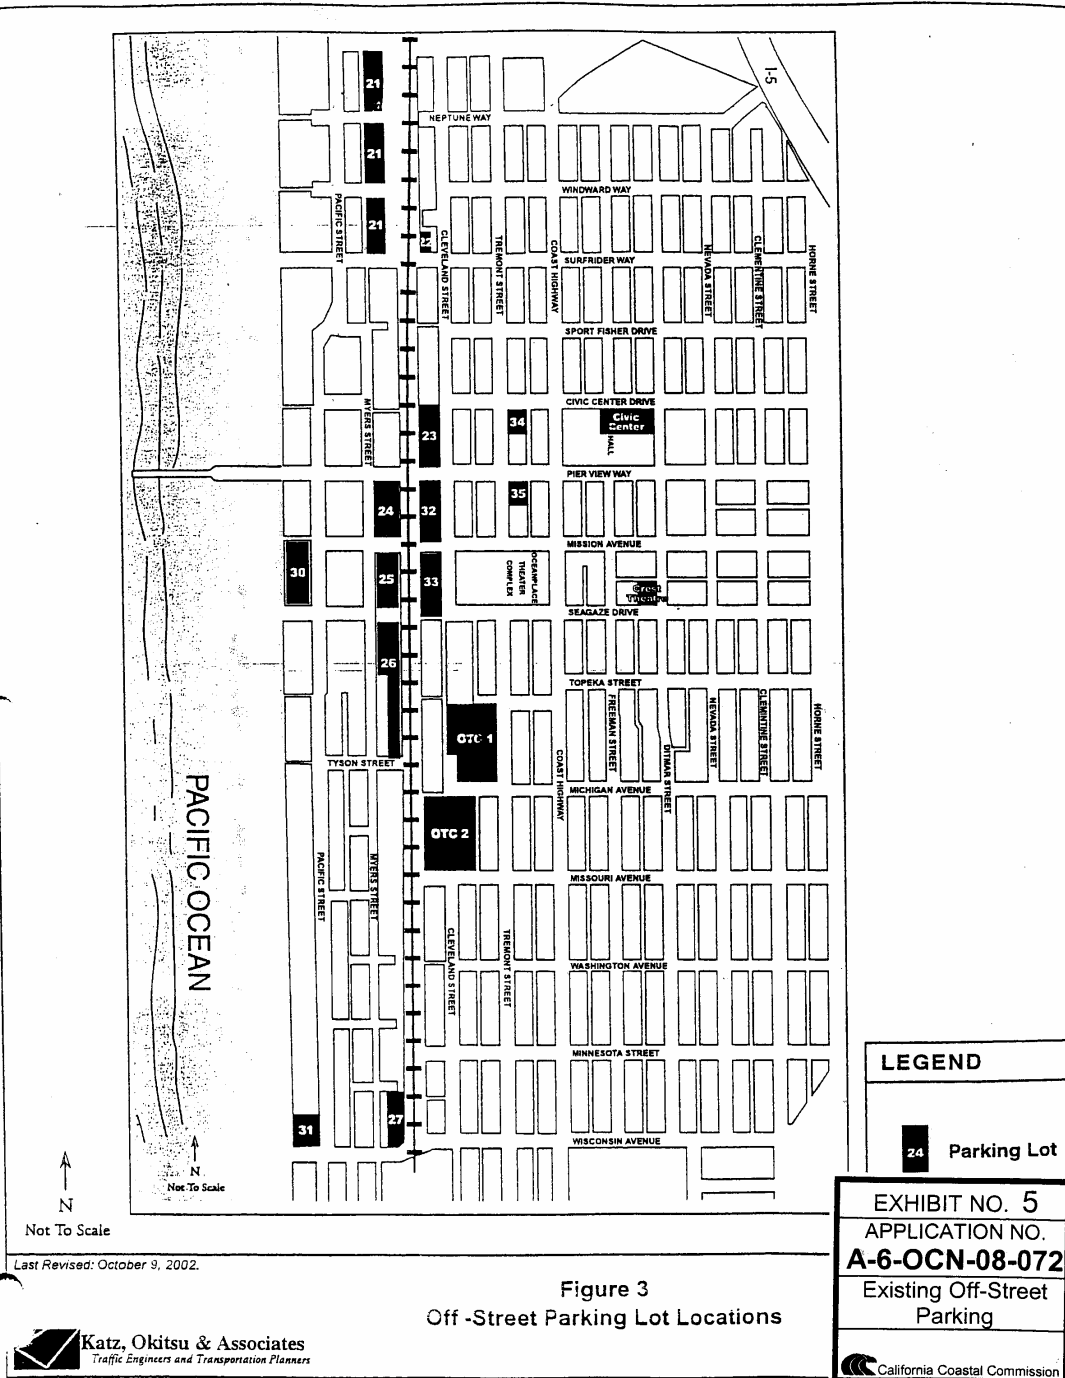 I-5
21
21
21
22
NEPTUNE WAY
WINDWARD WAY
PACIFIC STREET
CLEVELAND STREET
TREMONT STREET
COAST HIGHWAY
SURFRIDER WAY
NEVADA STREET
CLEMENTINE STREET
HORNE STREET
SPORT FISHER DRIVE
CIVIC CENTER DRIVE
MYERS STREET
23
34
Civic
Center
HALL
PIER VIEW WAY
24
32
35
MISSION AVENUE
30
25
33
OCEANPLACE
THEATER
COMPLEX
Crest
Theatre
SEAGAZE DRIVE
26
TOPEKA STREET
OTC 1
FREEMAN STREET
DITMAR STREET
NEVADA STREET
CLEMINTINE STREET
HORNE STREET
TYSON STREET
COAST HIGHWAY
MICHIGAN AVENUE
PACIFIC OCEAN
OTC 2
PACIFIC STREET
MYERS STREET
MISSOURI AVENUE
CLEVELAND STREET
TREMONT STREET
WASHINGTON AVENUE
MINNESOTA STREET
31
27
WISCONSIN AVENUE
N
Not To Scale
N
Not To Scale
LEGEND
24 Parking Lot
EXHIBIT NO. 5
APPLICATION NO.
A-6-OCN-08-072
Existing Off-Street
Parking
California Coastal Commission
Last Revised: October 9, 2002.
Figure 3
Off -Street Parking Lot Locations
Katz, Okitsu & Associates
Traffic Engineers and Transportation Planners